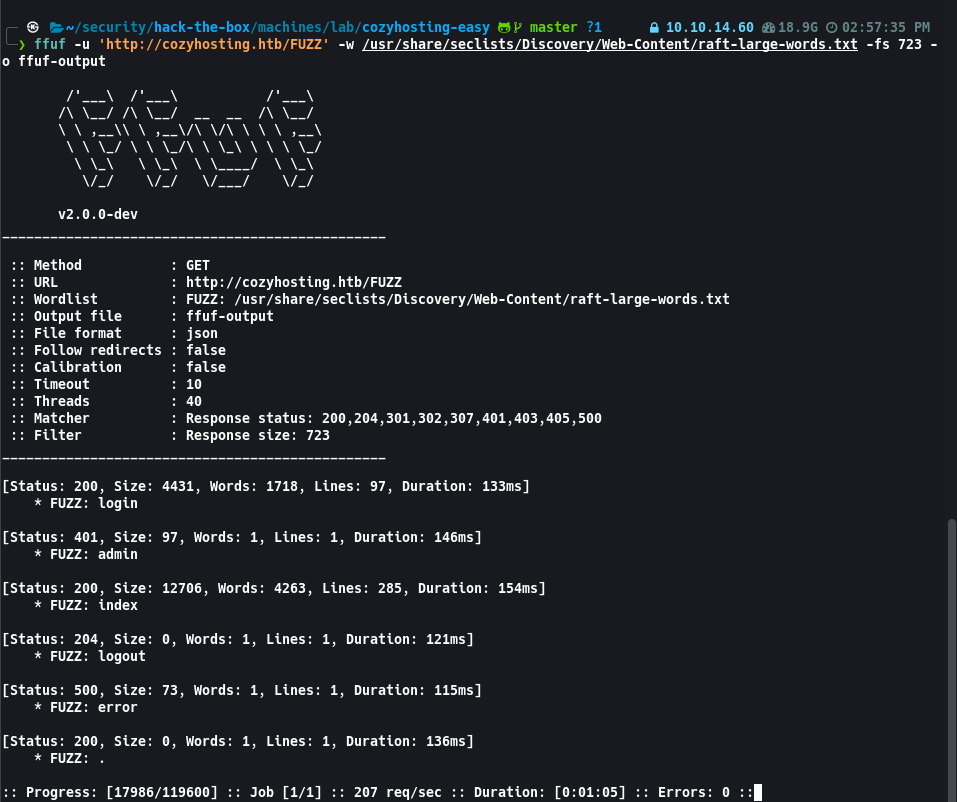 ~/security/hack-the-box/machines/lab/cozyhosting-easy master ?1 10.10.14.60 18.9G 02:57:35 PM
❯ ffuf -u 'http://cozyhosting.htb/FUZZ' -w /usr/share/seclists/Discovery/Web-Content/raft-large-words.txt -fs 723 -
o ffuf-output
        /'___\  /'___\           /'___\
       /\ \__/ /\ \__/  __  __  /\ \__/
       \ \ ,__\\ \ ,__\/\ \/\ \ \ \ ,__\
        \ \ \_/ \ \ \_/\ \ \_\ \ \ \ \_/
         \ \_\   \ \_\  \ \____/  \ \_\
          \/_/    \/_/   \/___/    \/_/
v2.0.0-dev
________________________________________________
:: Method : GET
:: URL : http://cozyhosting.htb/FUZZ
:: Wordlist : FUZZ: /usr/share/seclists/Discovery/Web-Content/raft-large-words.txt
:: Output file : ffuf-output
:: File format : json
:: Follow redirects : false
:: Calibration : false
:: Timeout : 10
:: Threads : 40
:: Matcher : Response status: 200,204,301,302,307,401,403,405,500
:: Filter : Response size: 723
________________________________________________
[Status: 200, Size: 4431, Words: 1718, Lines: 97, Duration: 133ms]
* FUZZ: login
[Status: 401, Size: 97, Words: 1, Lines: 1, Duration: 146ms]
* FUZZ: admin
[Status: 200, Size: 12706, Words: 4263, Lines: 285, Duration: 154ms]
* FUZZ: index
[Status: 204, Size: 0, Words: 1, Lines: 1, Duration: 121ms]
* FUZZ: logout
[Status: 500, Size: 73, Words: 1, Lines: 1, Duration: 115ms]
* FUZZ: error
[Status: 200, Size: 0, Words: 1, Lines: 1, Duration: 136ms]
* FUZZ: .
:: Progress: [17986/119600] :: Job [1/1] :: 207 req/sec :: Duration: [0:01:05] :: Errors: 0 ::